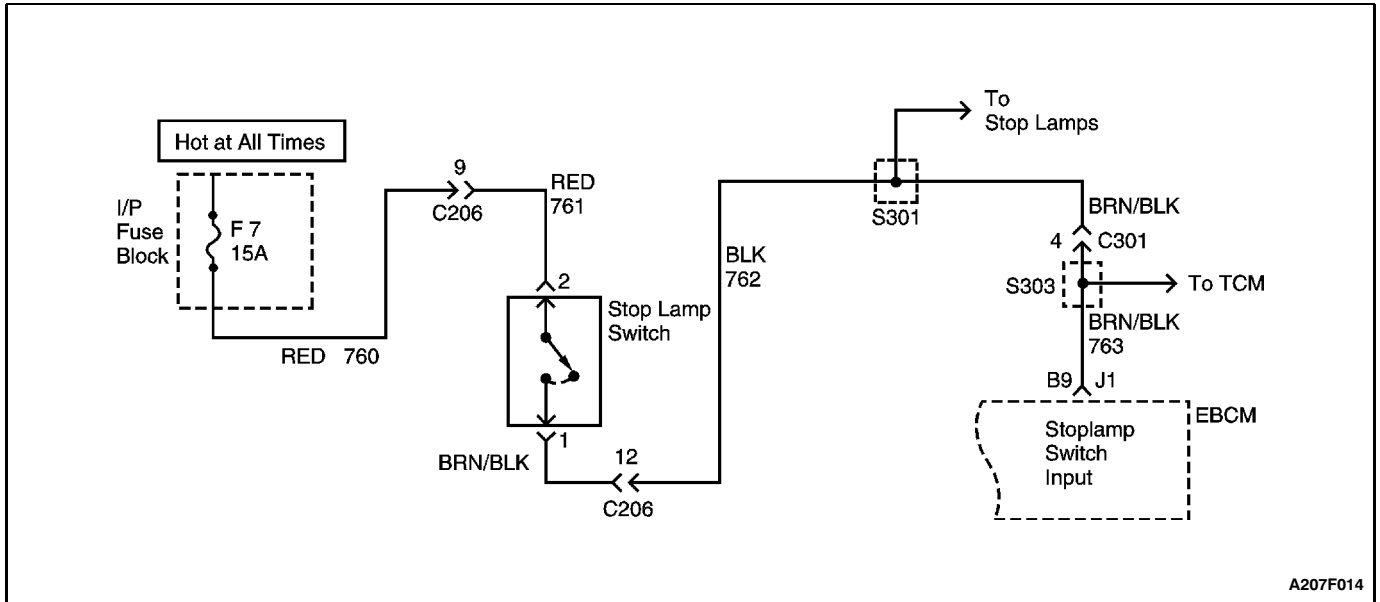 Hot at All Times
I/P
Fuse
Block
F 7
15A
RED 760
9
C206
RED
761
2
Stop Lamp
Switch
1
BRN/BLK
12
C206
BLK
762
To
Stop Lamps
S301
BRN/BLK
4 C301
S303
To TCM
BRN/BLK
763
B9 J1
EBCM
Stoplamp
Switch
Input
A207F014